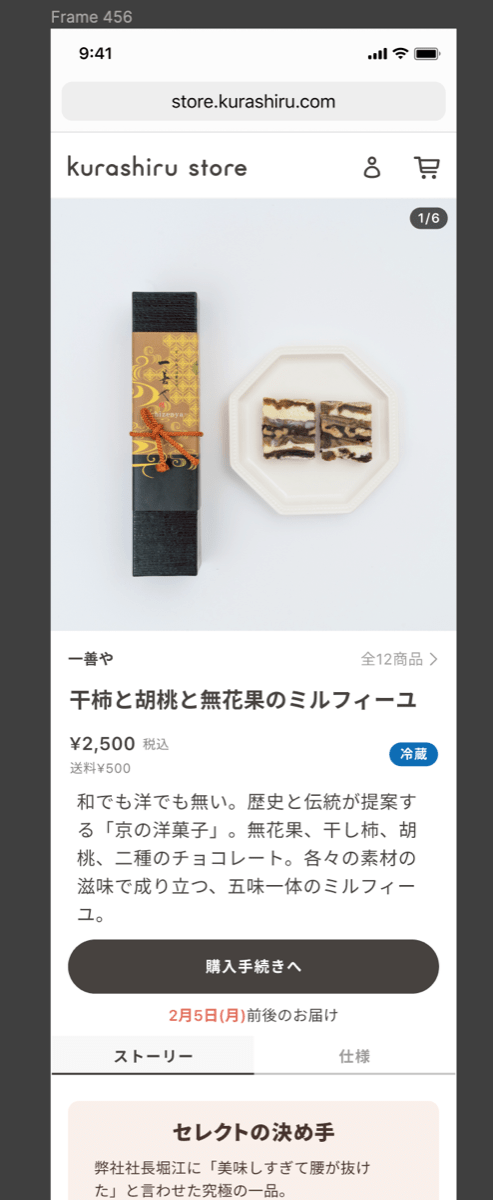 Frame 456
9:41
store.kurashiru.com
kurashiru store
1/6
一善や
全12商品
干柿と胡桃と無花果のミルフィーユ
¥2,500 税込
送料¥500
冷蔵
和でも洋でも無い。歴史と伝統が提案す
る「京の洋菓子」。無花果、干し柿、胡
桃、二種のチョコレート。各々の素材の
滋味で成り立つ、五味一体のミルフィー
ユ。
購入手続きへ
2月5日(月)前後のお届け
ストーリー
仕様
セレクトの決め手
弊社社長堀江に「美味しすぎて腰が抜け
た」と言わせた究極の一品。